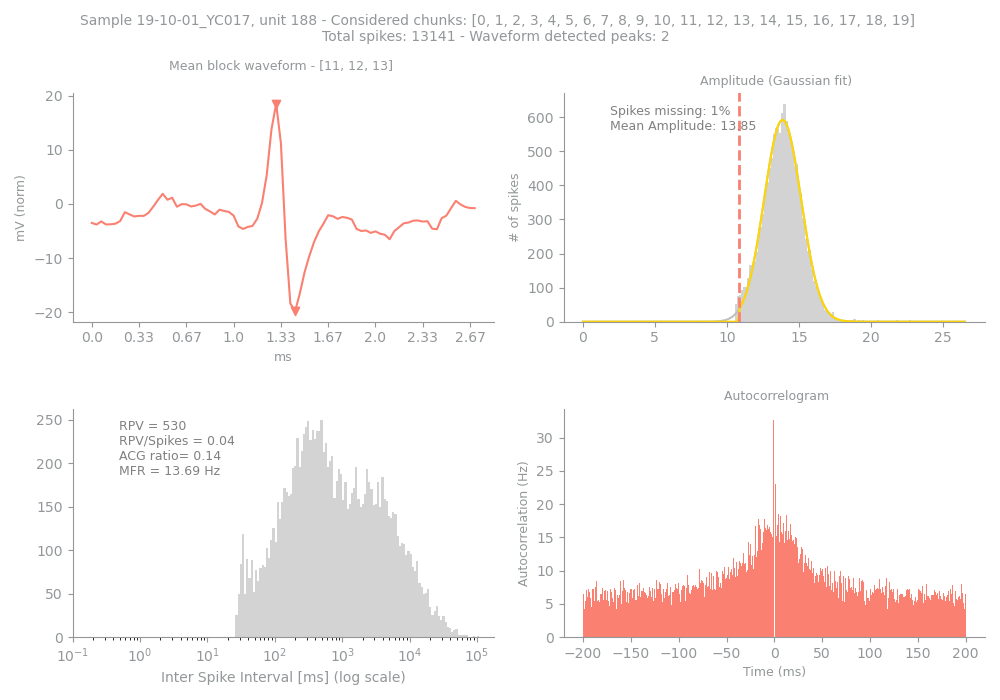 Sample 19-10-01_YC017, unit 188 - Considered chunks: [0, 1, 2, 3, 4, 5, 6, 7, 8, 9, 10, 11, 12, 13, 14, 15, 16, 17, 18, 19]
Total spikes: 13141 - Waveform detected peaks: 2
Mean block waveform - [11, 12, 13]
mV (norm)
20
10
0
−10
−20
0.0 0.33 0.67 1.0 1.33 1.67 2.0 2.33 2.67
ms
Amplitude (Gaussian fit)
Spikes missing: 1%
Mean Amplitude: 13.85
# of spikes
600
500
400
300
200
100
0
0 5 10 15 20 25
RPV = 530
RPV/Spikes = 0.04
ACG ratio= 0.14
MFR = 13.69 Hz
250
200
150
100
50
0
10⁻¹ 10⁰ 10¹ 10² 10³ 10⁴ 10⁵
Inter Spike Interval [ms] (log scale)
Autocorrelogram
Autocorrelation (Hz)
30
25
20
15
10
5
0
−200 −150 −100 −50 0 50 100 150 200
Time (ms)